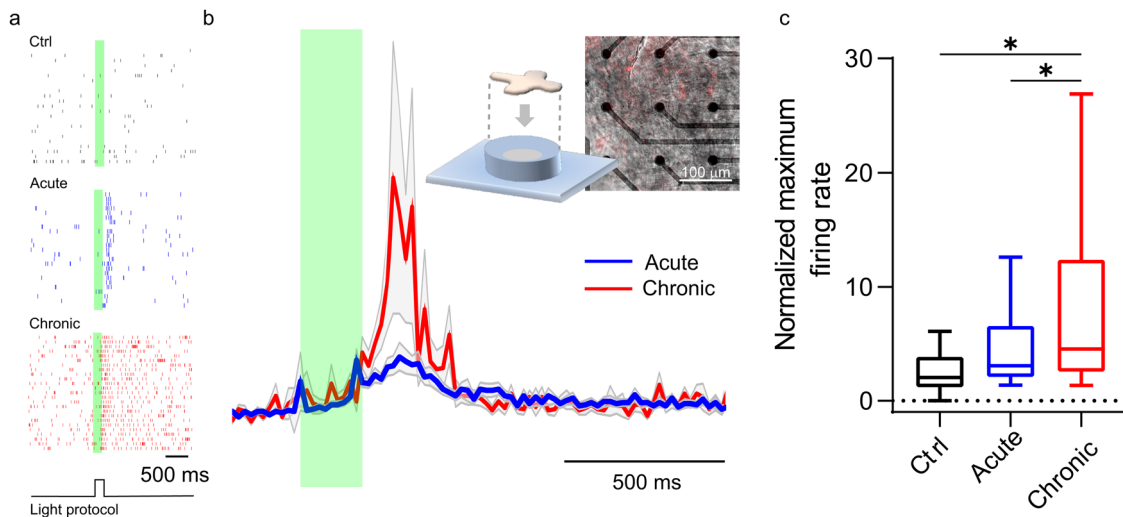 a
Ctrl
Acute
Chronic
500 ms
Light protocol
b
100 µm
Acute
Chronic
500 ms
c
Normalized maximum
firing rate
30
20
10
0
*
*
Ctrl
Acute
Chronic